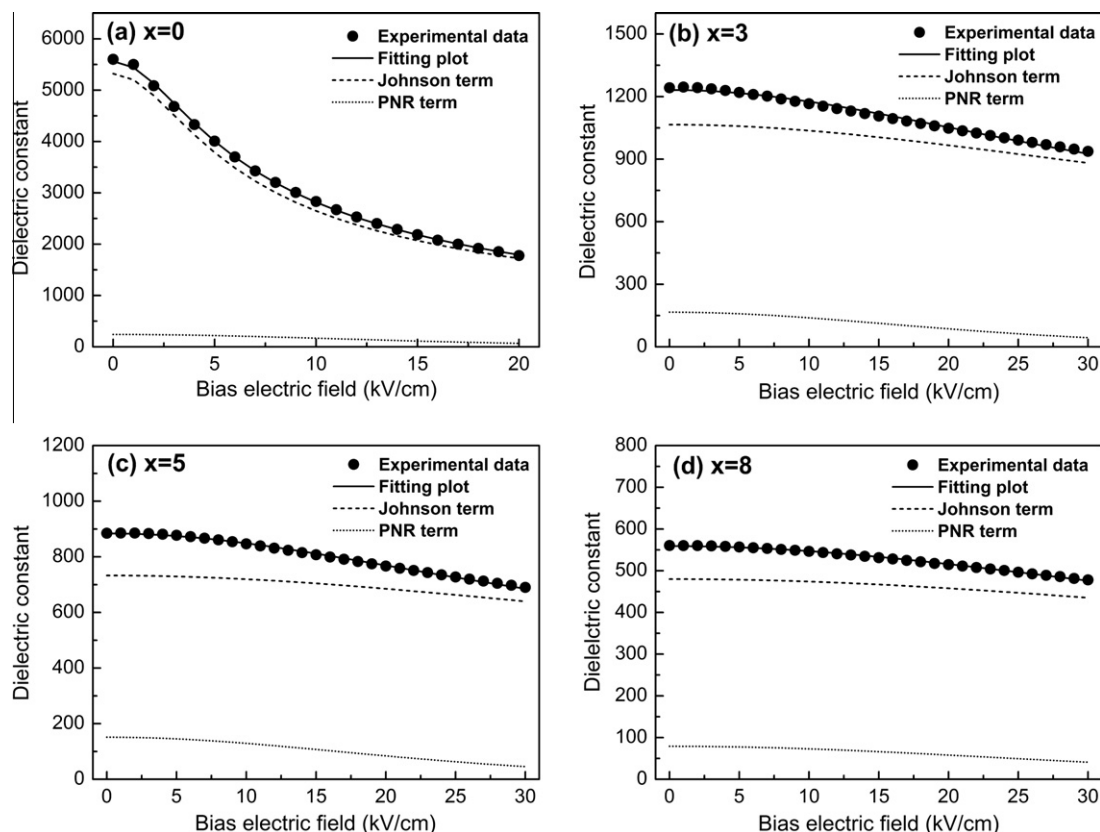 (a) x=0
Experimental data
Fitting plot
Johnson term
PNR term
Dielectric constant
6000
5000
4000
3000
2000
1000
0
0 5 10 15 20
Bias electric field (kV/cm)
(b) x=3
Experimental data
Fitting plot
Johnson term
PNR term
Dielectric constant
1500
1200
900
600
300
0
0 5 10 15 20 25 30
Bias electric field (kV/cm)
(c) x=5
Experimental data
Fitting plot
Johnson term
PNR term
Dielectric constant
1200
1000
800
600
400
200
0
0 5 10 15 20 25 30
Bias electric field (kV/cm)
(d) x=8
Experimental data
Fitting plot
Johnson term
PNR term
Dielelctric constant
800
700
600
500
400
300
200
100
0
0 5 10 15 20 25 30
Bias electric field (kV/cm)